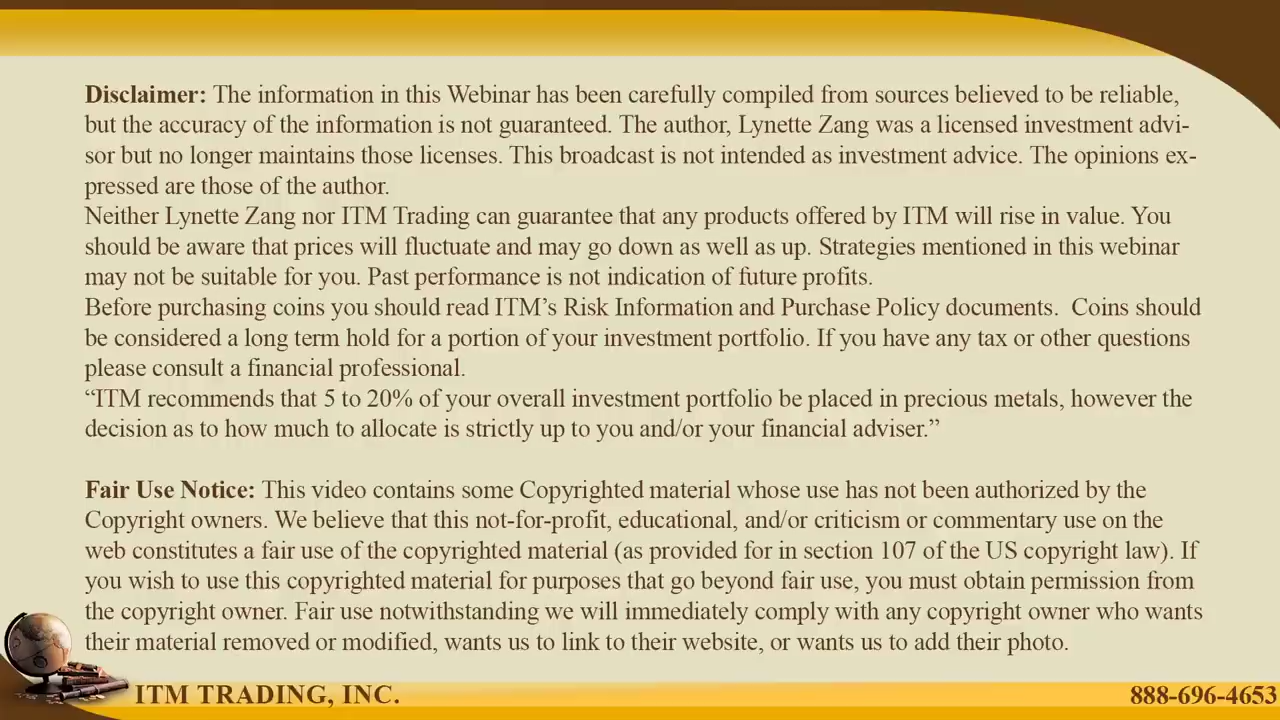 Disclaimer: The information in this Webinar has been carefully compiled from sources believed to be reliable,
but the accuracy of the information is not guaranteed. The author, Lynette Zang was a licensed investment advi-
sor but no longer maintains those licenses. This broadcast is not intended as investment advice. The opinions ex-
pressed are those of the author.
Neither Lynette Zang nor ITM Trading can guarantee that any products offered by ITM will rise in value. You
should be aware that prices will fluctuate and may go down as well as up. Strategies mentioned in this webinar
may not be suitable for you. Past performance is not indication of future profits.
Before purchasing coins you should read ITM’s Risk Information and Purchase Policy documents.  Coins should
be considered a long term hold for a portion of your investment portfolio. If you have any tax or other questions
please consult a financial professional.
“ITM recommends that 5 to 20% of your overall investment portfolio be placed in precious metals, however the
decision as to how much to allocate is strictly up to you and/or your financial adviser.”
Fair Use Notice: This video contains some Copyrighted material whose use has not been authorized by the
Copyright owners. We believe that this not-for-profit, educational, and/or criticism or commentary use on the
web constitutes a fair use of the copyrighted material (as provided for in section 107 of the US copyright law). If
you wish to use this copyrighted material for purposes that go beyond fair use, you must obtain permission from
the copyright owner. Fair use notwithstanding we will immediately comply with any copyright owner who wants
their material removed or modified, wants us to link to their website, or wants us to add their photo.
ITM TRADING, INC.
888-696-4653